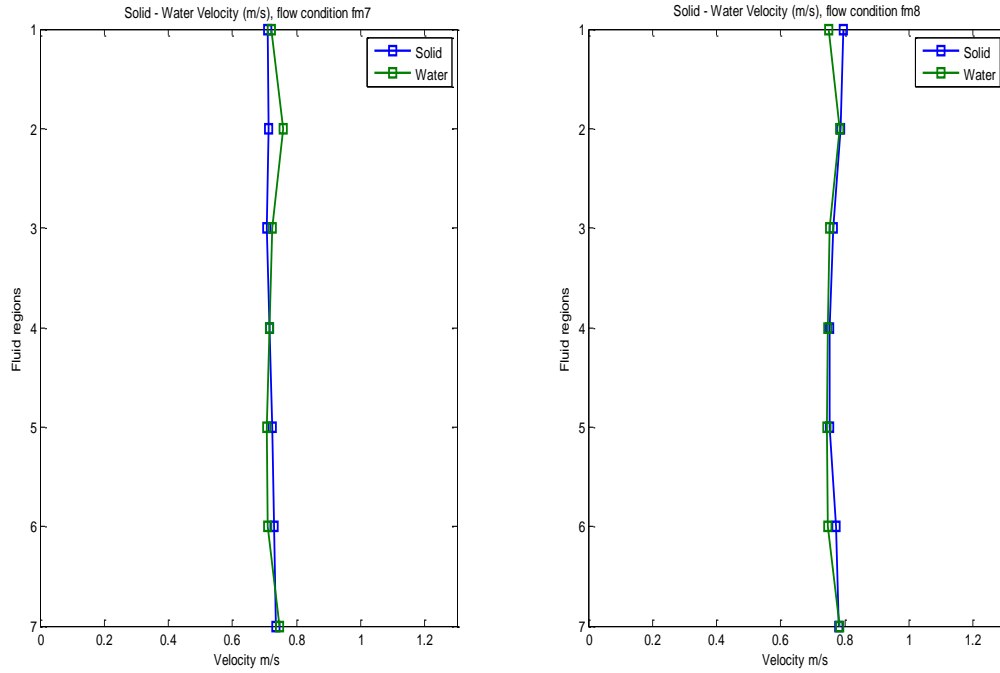 Solid - Water Velocity (m/s), flow condition fm7
1
2
3
4
5
6
7
Fluid regions
Solid
Water
0
0.2
0.4
0.6
0.8
1
1.2
Velocity m/s
Solid - Water Velocity (m/s), flow condition fm8
1
2
3
4
5
6
7
Fluid regions
Solid
Water
0
0.2
0.4
0.6
0.8
1
1.2
Velocity m/s